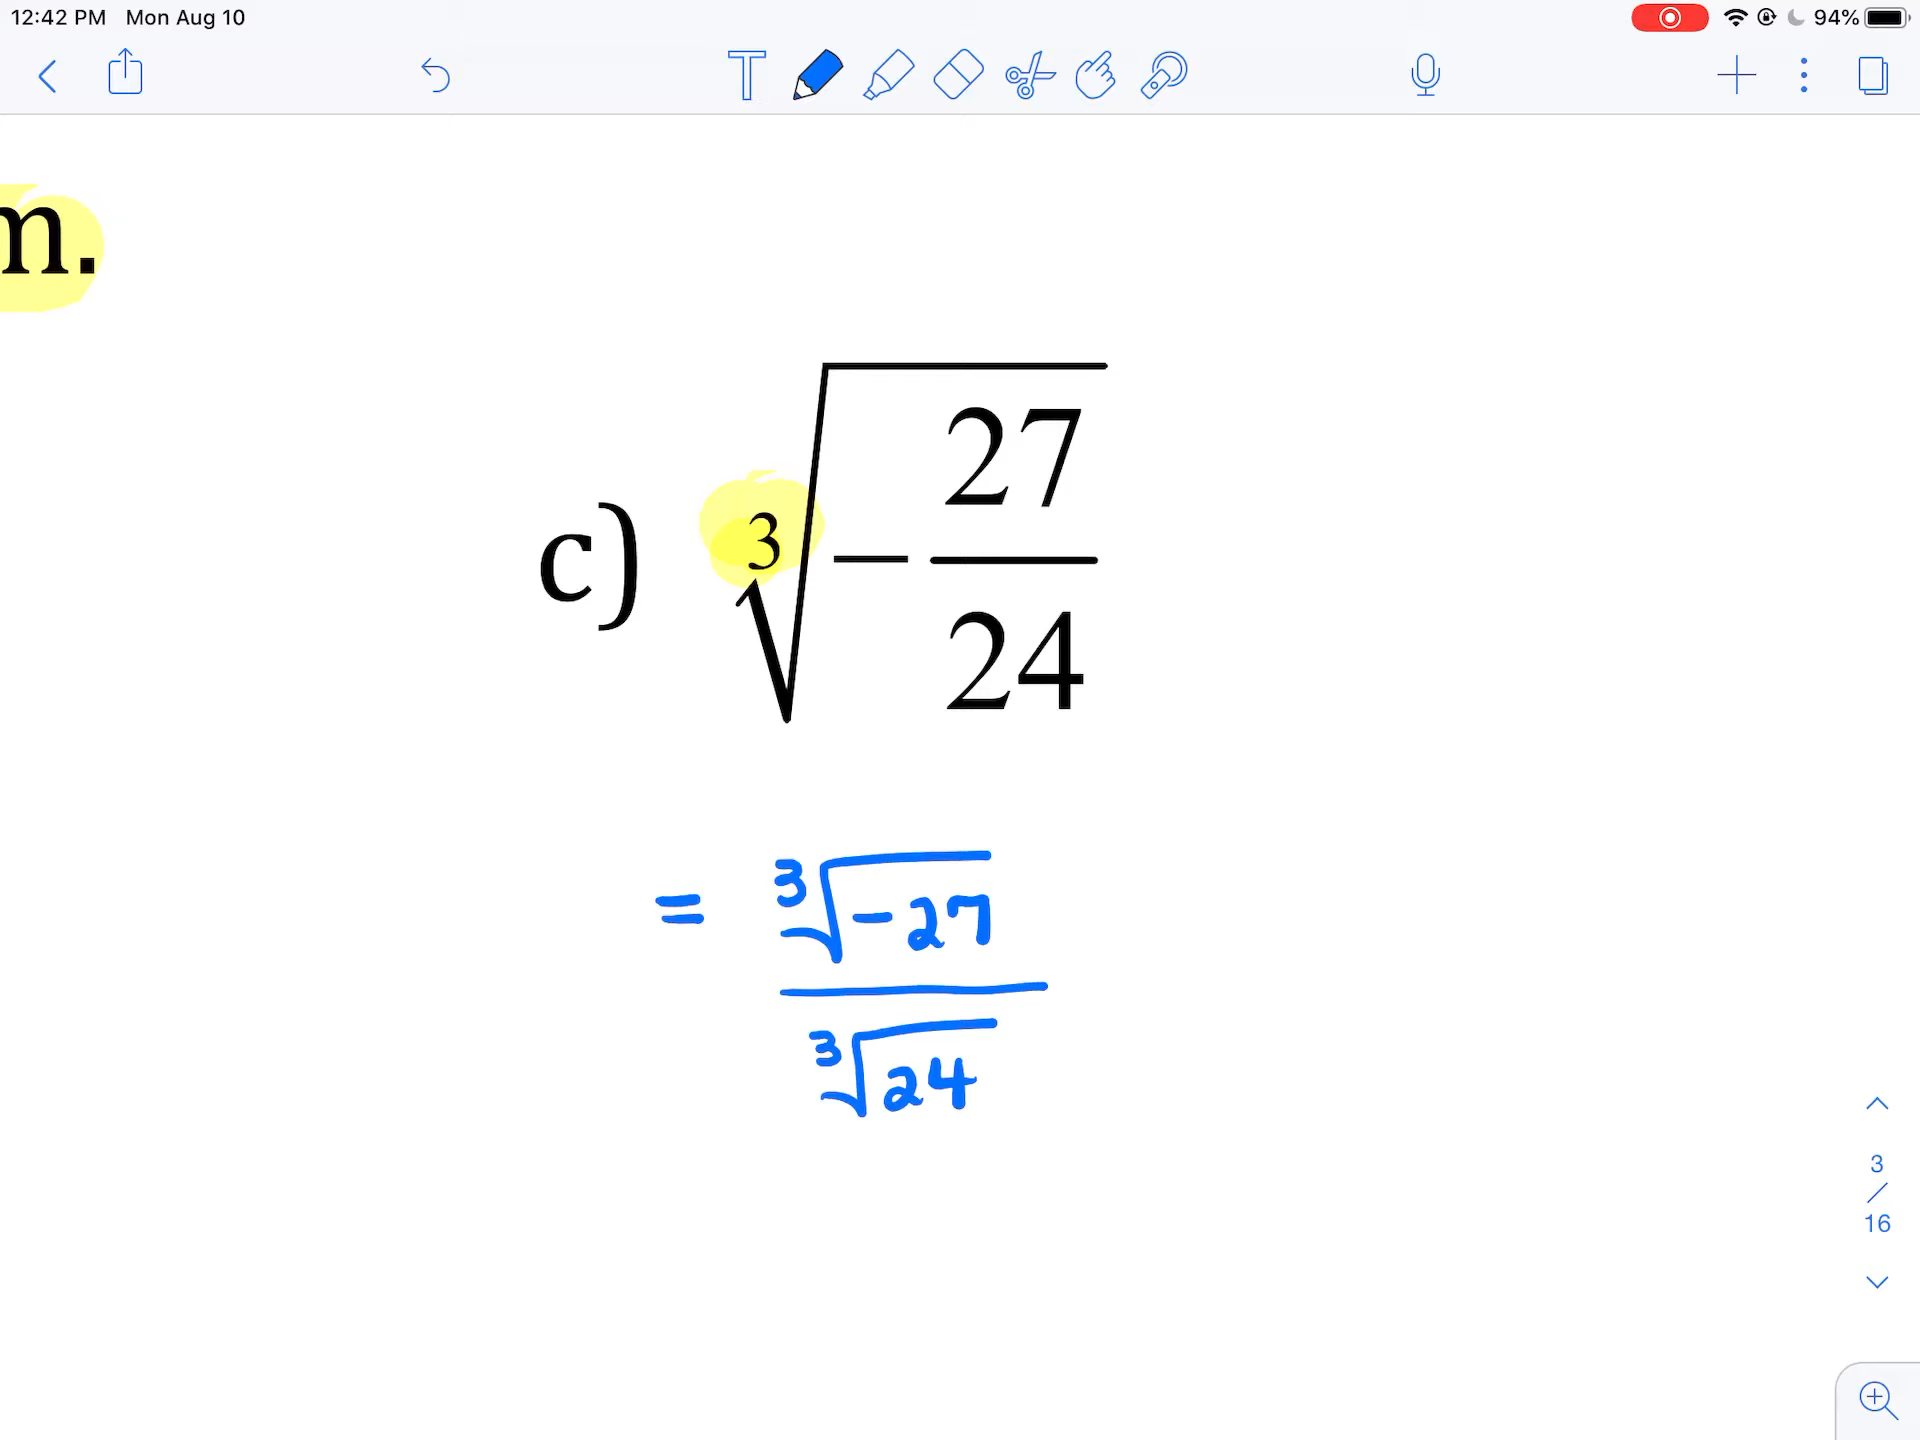 12:42 PM Mon Aug 10 94%
m.
c) ∛(−27/24)
= ∛−27
∛24
3
/
16